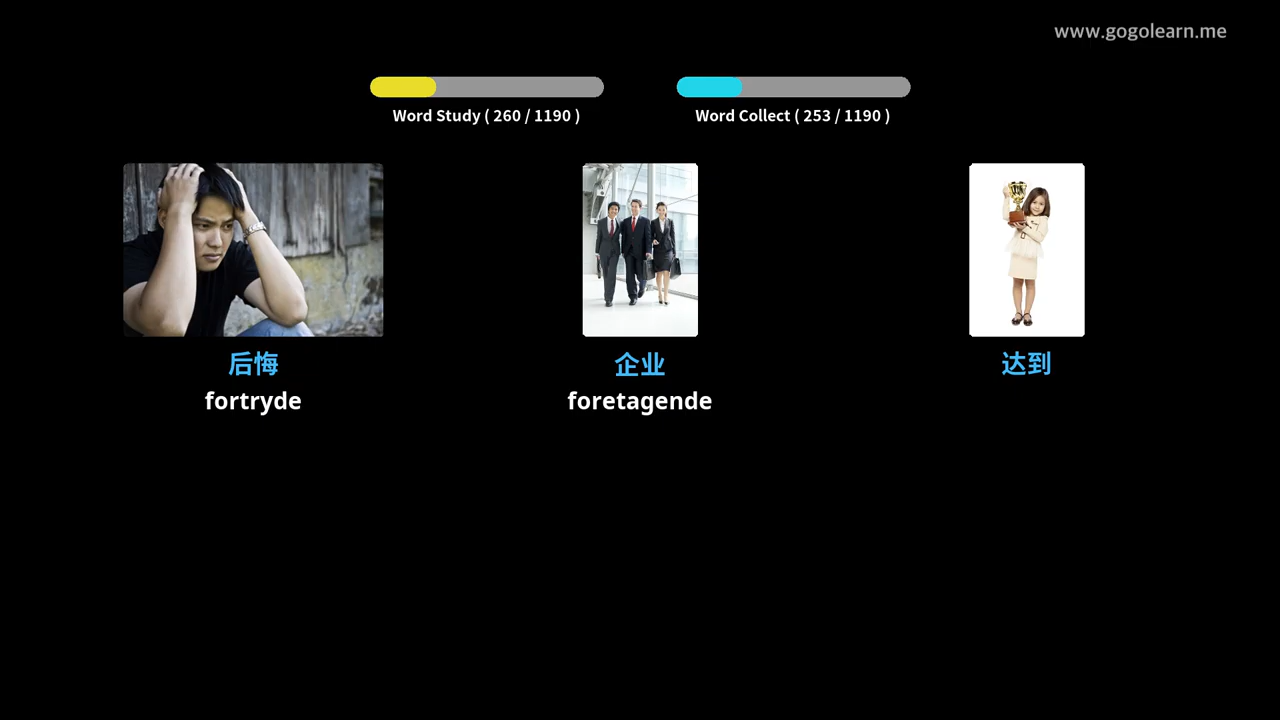 www.gogolearn.me
Word Study ( 260 / 1190 )
Word Collect ( 253 / 1190 )
后悔
企业
达到
fortryde
foretagende